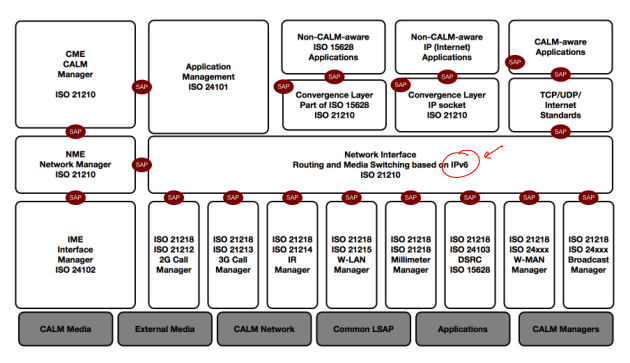 CME
CALM
Manager
ISO 21210
SAP
Application
Management
ISO 24101
Non-CALM-aware
ISO 15628
Applications
SAP
SAP
Convergence Layer
Part of ISO 15628
ISO 21210
Non-CALM-aware
IP (Internet)
Applications
SAP
SAP
Convergence Layer
IP socket
ISO 21210
CALM-aware
Applications
SAP
SAP
TCP/UDP/
Internet
Standards
SAP
SAP
NME
Network Manager
ISO 21210
SAP
Network Interface
Routing and Media Switching based on IPv6
ISO 21210
SAP
SAP
SAP
SAP
SAP
SAP
SAP
SAP
SAP
IME
Interface
Manager
ISO 24102
ISO 21218
ISO 21212
2G Call
Manager
ISO 21218
ISO 21213
3G Call
Manager
ISO 21218
ISO 21214
IR
Manager
ISO 21218
ISO 21215
W-LAN
Manager
ISO 21218
ISO 21218
Millimeter
Manager
ISO 21218
ISO 24103
DSRC
ISO 15628
ISO 21218
ISO 24xxx
W-MAN
Manager
ISO 21218
ISO 24xxx
Broadcast
Manager
CALM Media
External Media
CALM Network
Common LSAP
Applications
CALM Managers